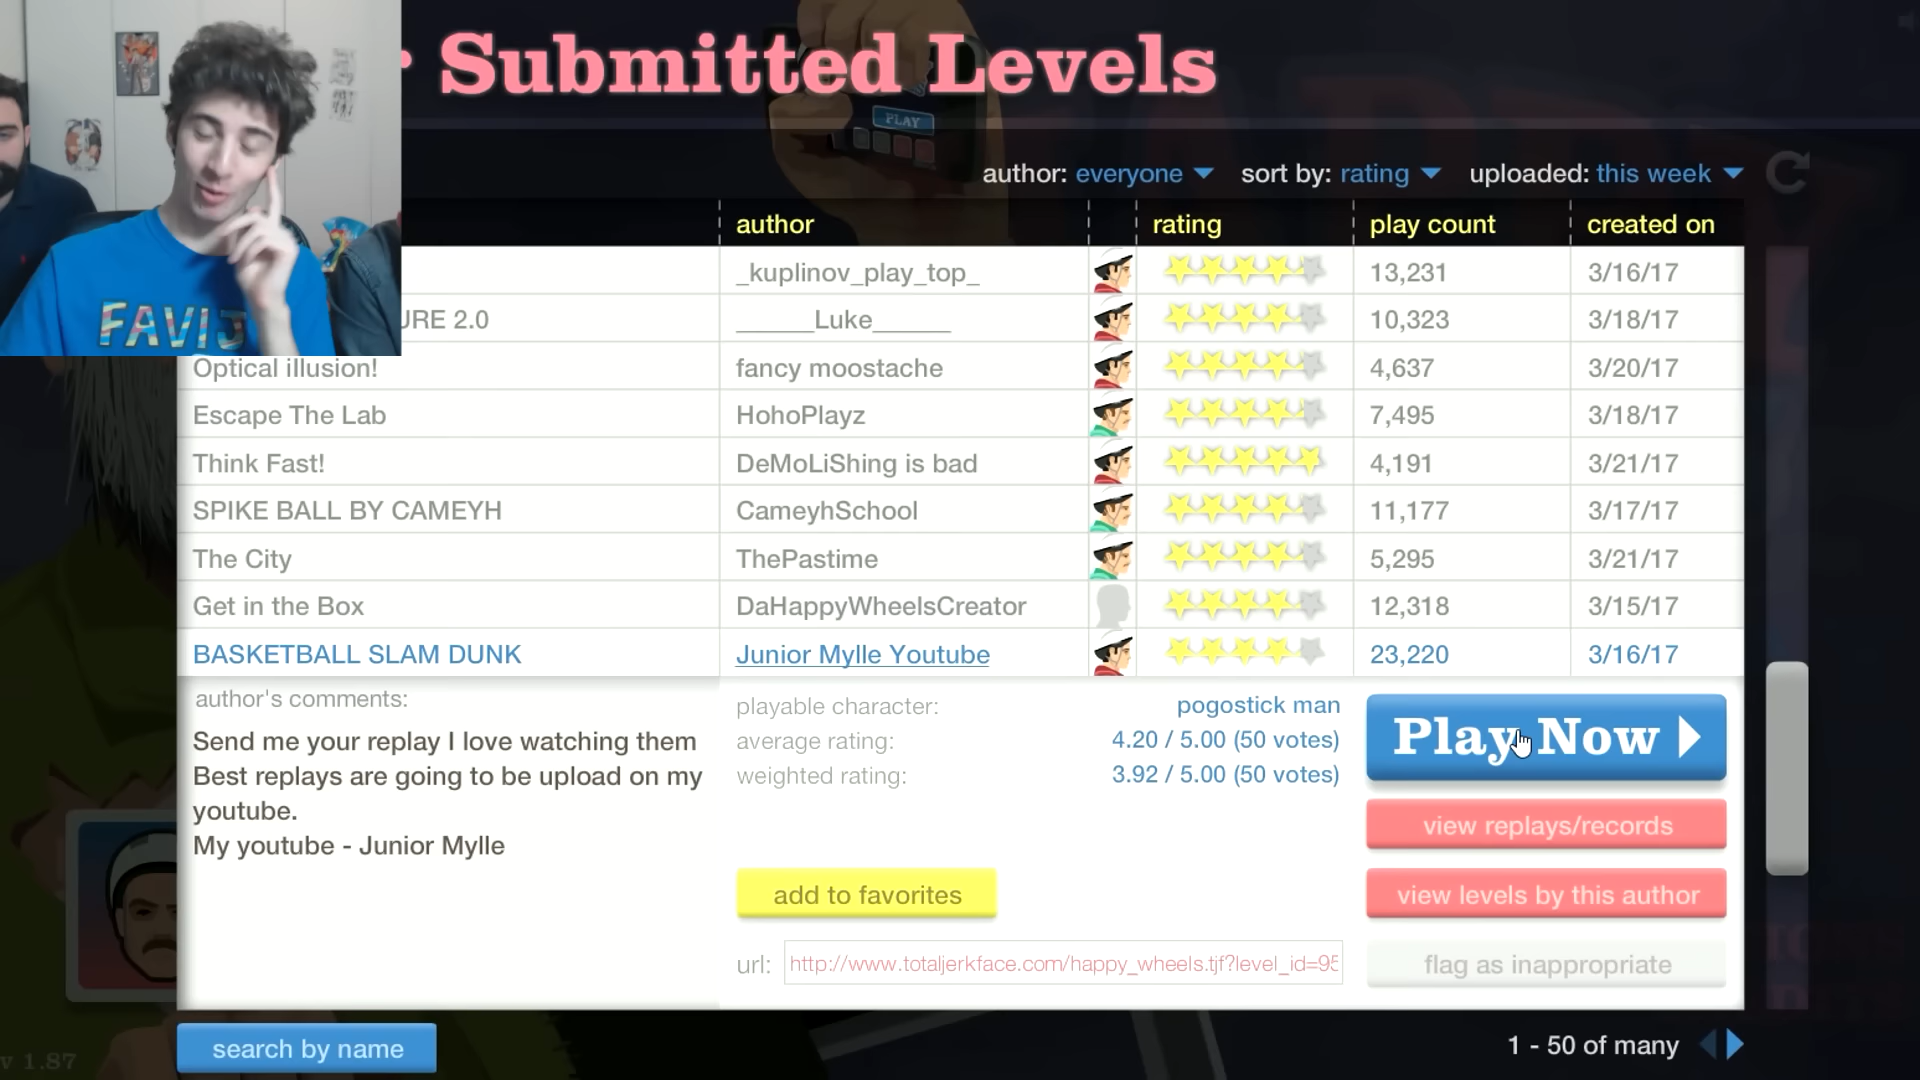 Submitted Levels
PLAY
author: everyone sort by: rating uploaded: this week
author rating play count created on
FAVIJ
_kuplinov_play_top_ 13,231 3/16/17
URE 2.0 ______Luke______ 10,323 3/18/17
Optical illusion! fancy moostache 4,637 3/20/17
Escape The Lab HohoPlayz 7,495 3/18/17
Think Fast! DeMoLiShing is bad 4,191 3/21/17
SPIKE BALL BY CAMEYH CameyhSchool 11,177 3/17/17
The City ThePastime 5,295 3/21/17
Get in the Box DaHappyWheelsCreator 12,318 3/15/17
BASKETBALL SLAM DUNK Junior Mylle Youtube 23,220 3/16/17
author's comments:
Send me your replay I love watching them
Best replays are going to be upload on my
youtube.
My youtube - Junior Mylle
playable character: pogostick man
average rating: 4.20 / 5.00 (50 votes)
weighted rating: 3.92 / 5.00 (50 votes)
add to favorites
url: http://www.totaljerkface.com/happy_wheels.tjf?level_id=95
Play Now
view replays/records
view levels by this author
flag as inappropriate
search by name
1 - 50 of many
v 1.87